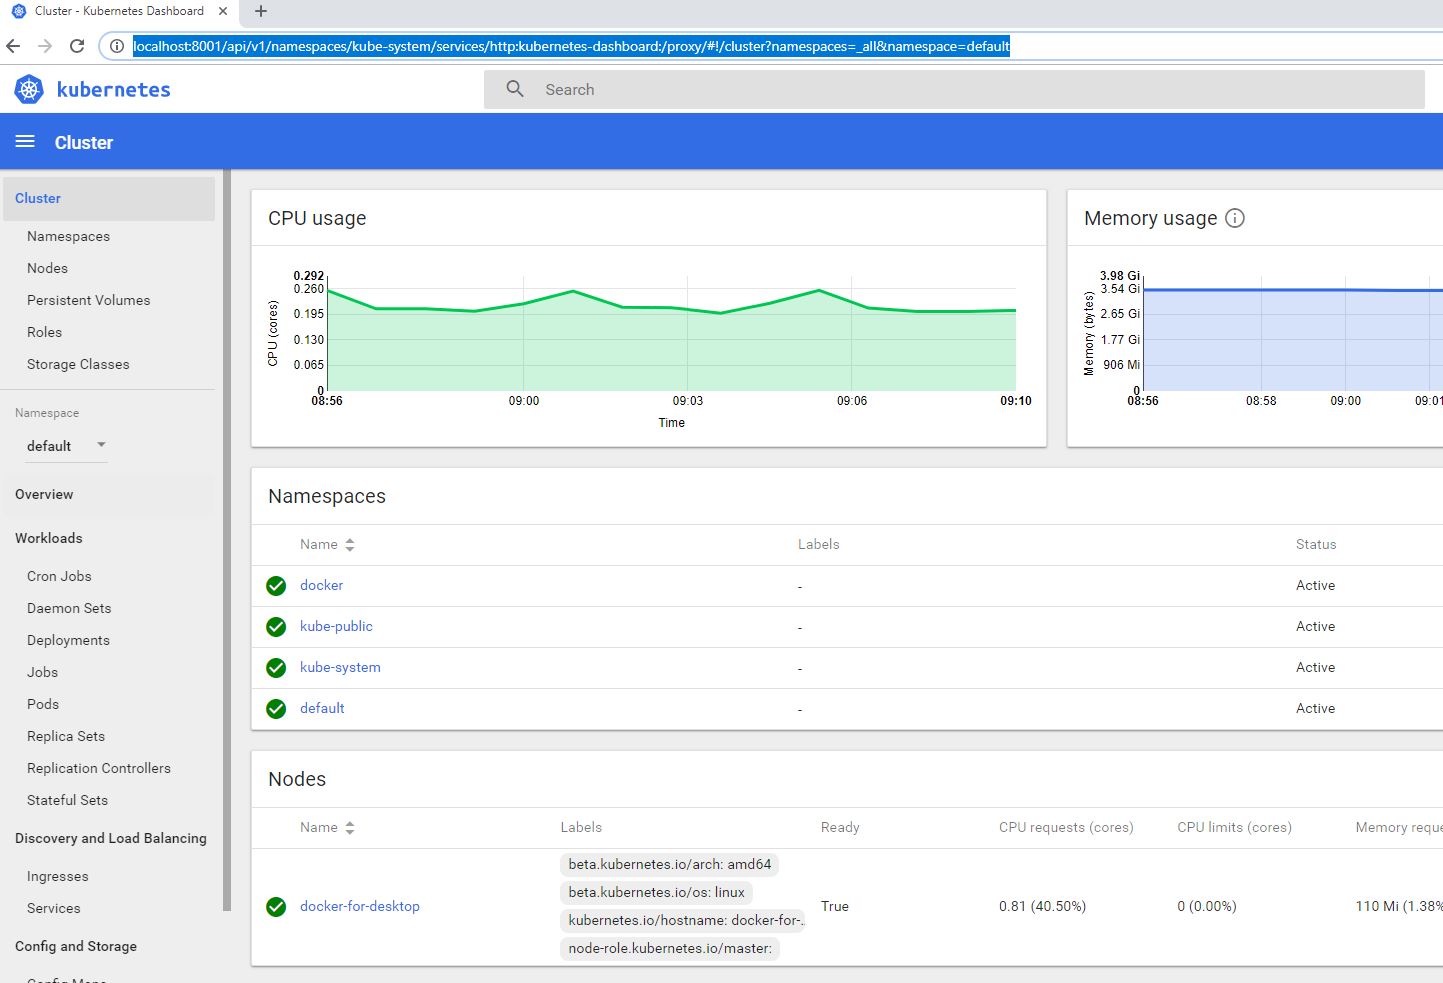 Cluster - Kubernetes Dashboard
localhost:8001/api/v1/namespaces/kube-system/services/http:kubernetes-dashboard:/proxy/#!/cluster?namespaces=_all&namespace=default
kubernetes
Search
Cluster
Cluster
Namespaces
Nodes
Persistent Volumes
Roles
Storage Classes
Namespace
default
Overview
Workloads
Cron Jobs
Daemon Sets
Deployments
Jobs
Pods
Replica Sets
Replication Controllers
Stateful Sets
Discovery and Load Balancing
Ingresses
Services
Config and Storage
Config Maps
CPU usage
CPU (cores)
0.292
0.260
0.195
0.130
0.065
0
08:56 09:00 09:03 09:06 09:10
Time
Memory usage
Memory (bytes)
3.98 Gi
3.54 Gi
2.65 Gi
1.77 Gi
906 Mi
0
08:56 08:58 09:00 09:01
Namespaces
Name Labels Status
docker - Active
kube-public - Active
kube-system - Active
default - Active
Nodes
Name Labels Ready CPU requests (cores) CPU limits (cores) Memory reque
beta.kubernetes.io/arch: amd64
beta.kubernetes.io/os: linux
docker-for-desktop True 0.81 (40.50%) 0 (0.00%) 110 Mi (1.38%
kubernetes.io/hostname: docker-for-..
node-role.kubernetes.io/master: